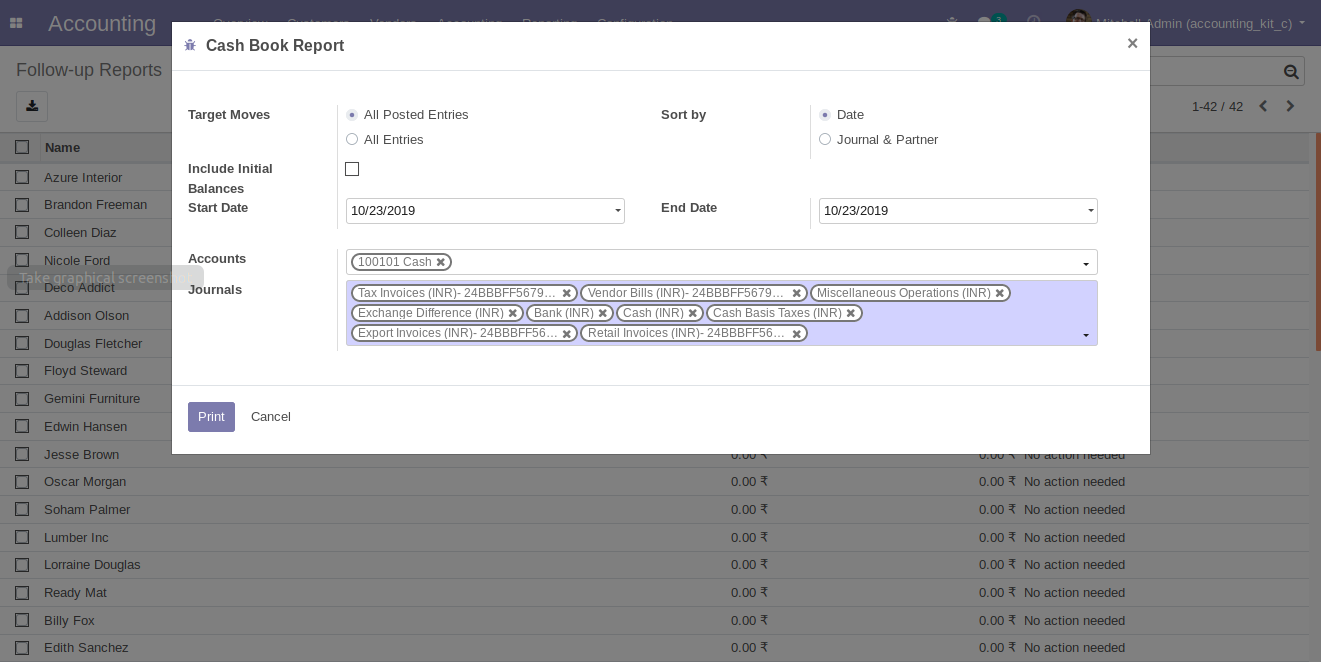 Accounting Overview Customers Vendors Accounting Reporting Configuration 3 Mitchell Admin (accounting_kit_c)
Cash Book Report ×
Follow-up Reports
1-42 / 42
Target Moves All Posted Entries Sort by Date
All Entries Journal & Partner
Include Initial
Balances
Start Date 10/23/2019 End Date 10/23/2019
Accounts 100101 Cash
Journals Tax Invoices (INR)- 24BBBFF5679... Vendor Bills (INR)- 24BBBFF5679... Miscellaneous Operations (INR)
Exchange Difference (INR) Bank (INR) Cash (INR) Cash Basis Taxes (INR)
Export Invoices (INR)- 24BBBFF56... Retail Invoices (INR)- 24BBBFF56...
Print Cancel
Name
Azure Interior
Brandon Freeman
Colleen Diaz
Nicole Ford
Take graphical screenshot
Deco Addict
Addison Olson
Douglas Fletcher
Floyd Steward
Gemini Furniture
Edwin Hansen
Jesse Brown 0.00 ₹ 0.00 ₹ No action needed
Oscar Morgan 0.00 ₹ 0.00 ₹ No action needed
Soham Palmer 0.00 ₹ 0.00 ₹ No action needed
Lumber Inc 0.00 ₹ 0.00 ₹ No action needed
Lorraine Douglas 0.00 ₹ 0.00 ₹ No action needed
Ready Mat 0.00 ₹ 0.00 ₹ No action needed
Billy Fox 0.00 ₹ 0.00 ₹ No action needed
Edith Sanchez 0.00 ₹ 0.00 ₹ No action needed